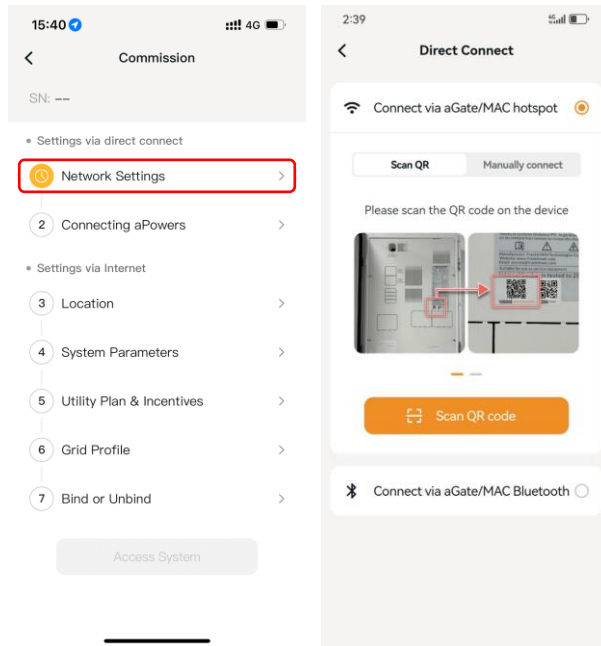 15:40
4G
Commission
SN: --
Settings via direct connect
Network Settings
2 Connecting aPowers
Settings via Internet
3 Location
4 System Parameters
5 Utility Plan & Incentives
6 Grid Profile
7 Bind or Unbind
Access System
2:39
Direct Connect
Connect via aGate/MAC hotspot
Scan QR
Manually connect
Please scan the QR code on the device
Scan QR code
Connect via aGate/MAC Bluetooth